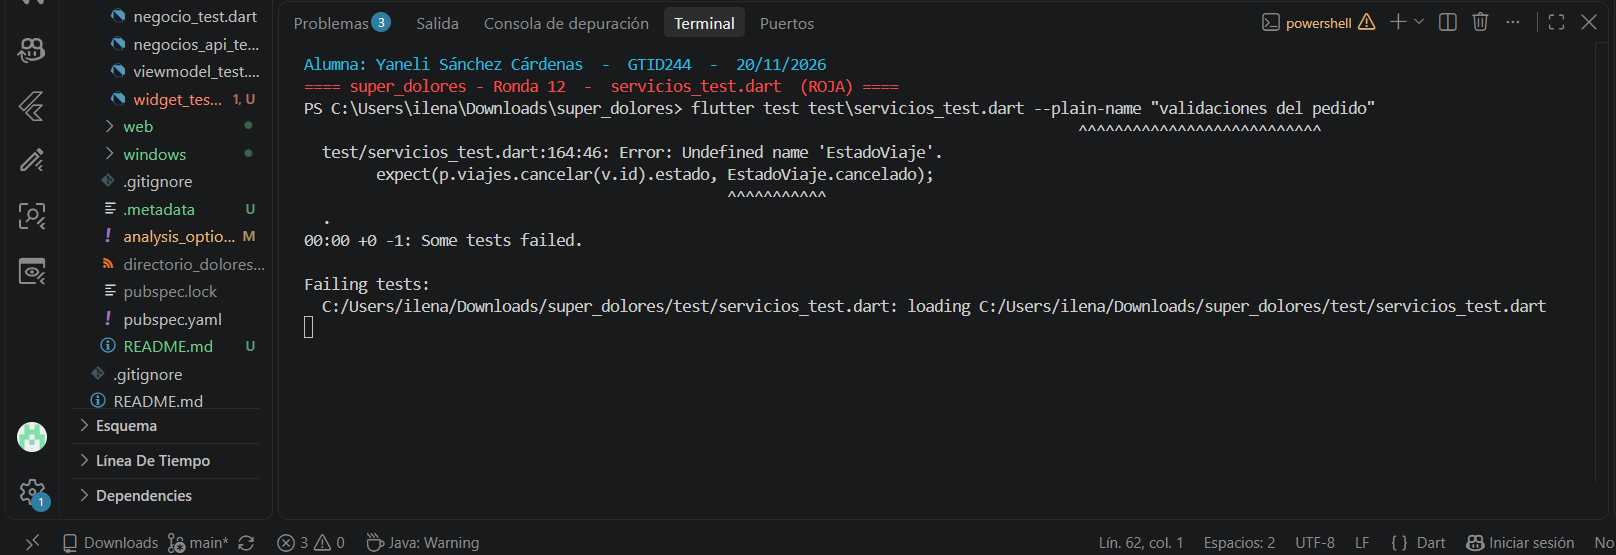 negocio_test.dart
negocios_api_te...
viewmodel_test....
widget_tes... 1, U
web
windows
.gitignore
.metadata U
analysis_optio... M
directorio_dolores...
pubspec.lock
pubspec.yaml
README.md U
.gitignore
README.md
Esquema
Línea De Tiempo
Dependencies
1
Problemas 3 Salida Consola de depuración Terminal Puertos
powershell
Alumna: Yaneli Sánchez Cárdenas - GTID244 - 20/11/2026
==== super_dolores - Ronda 12 - servicios_test.dart (ROJA) ====
PS C:\Users\ilena\Downloads\super_dolores> flutter test test\servicios_test.dart --plain-name "validaciones del pedido"
^^^^^^^^^^^^^^^^^^^^^^^^^^^
test/servicios_test.dart:164:46: Error: Undefined name 'EstadoViaje'.
expect(p.viajes.cancelar(v.id).estado, EstadoViaje.cancelado);
^^^^^^^^^^^
.
00:00 +0 -1: Some tests failed.
Failing tests:
C:/Users/ilena/Downloads/super_dolores/test/servicios_test.dart: loading C:/Users/ilena/Downloads/super_dolores/test/servicios_test.dart
Downloads main* 3 0 Java: Warning Lín. 62, col. 1 Espacios: 2 UTF-8 LF { } Dart Iniciar sesión No